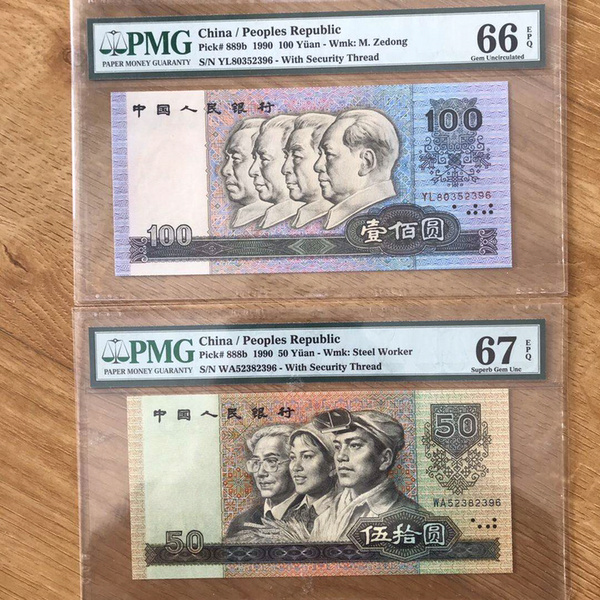 PMG
PAPER MONEY GUARANTY
China / Peoples Republic
Pick# 889b 1990 100 Yüan - Wmk: M. Zedong
S/N YL80352396 - With Security Thread
66 EPQ
Gem Uncirculated
中国人民银行
100
YL80352396
100
壹佰圆
PMG
PAPER MONEY GUARANTY
China / Peoples Republic
Pick# 888b 1990 50 Yüan - Wmk: Steel Worker
S/N WA52382396 - With Security Thread
67 EPQ
Superb Gem Unc
中国人民银行
50
WA52382396
50
伍拾圆